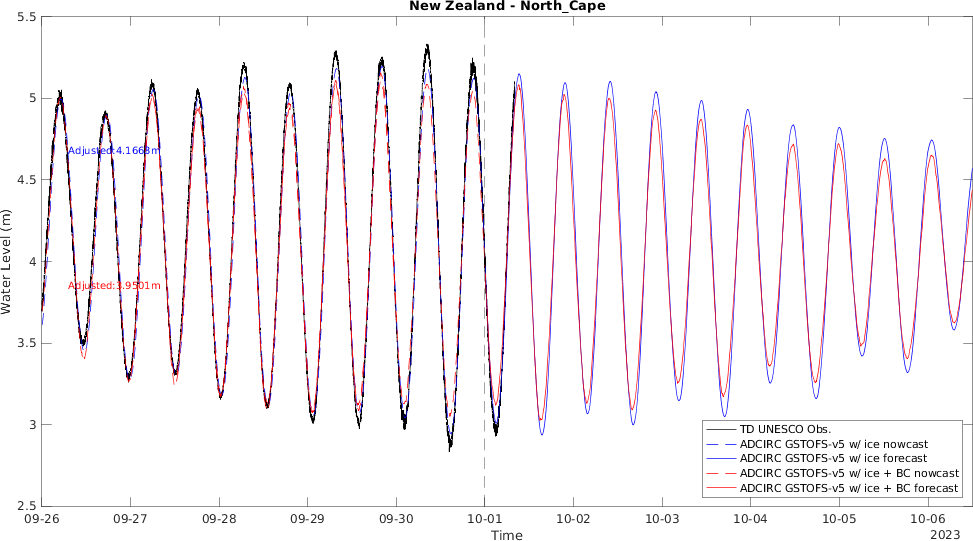 New Zealand - North_Cape
5.5
5
4.5
4
3.5
3
2.5
Water Level (m)
Adjusted:4.1668m
Adjusted:3.9501m
TD UNESCO Obs.
ADCIRC GSTOFS-v5 w/ ice nowcast
ADCIRC GSTOFS-v5 w/ ice forecast
ADCIRC GSTOFS-v5 w/ ice + BC nowcast
ADCIRC GSTOFS-v5 w/ ice + BC forecast
09-26 09-27 09-28 09-29 09-30 10-01 10-02 10-03 10-04 10-05 10-06
Time
2023